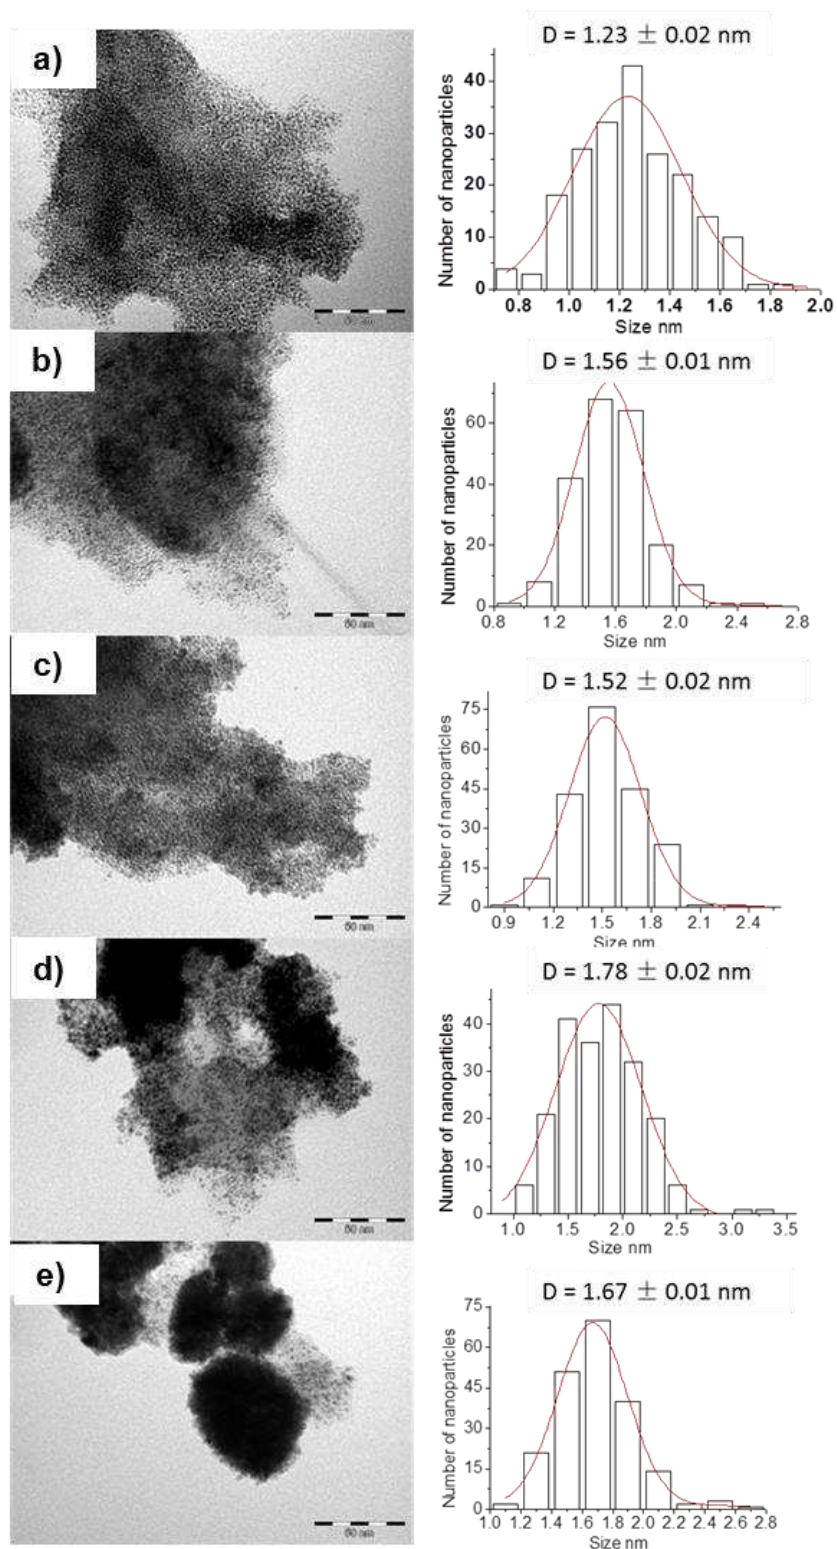 a)
D = 1.23 ± 0.02 nm
Number of nanoparticles
40
30
20
10
0
0.8 1.0 1.2 1.4 1.6 1.8 2.0
Size nm
b)
D = 1.56 ± 0.01 nm
Number of nanoparticles
60
40
20
0
0.8 1.2 1.6 2.0 2.4 2.8
Size nm
50 nm
c)
D = 1.52 ± 0.02 nm
Number of nanoparticles
75
60
45
30
15
0
0.9 1.2 1.5 1.8 2.1 2.4
Size nm
50 nm
d)
D = 1.78 ± 0.02 nm
Number of nanoparticles
40
30
20
10
0
1.0 1.5 2.0 2.5 3.0 3.5
Size nm
50 nm
e)
D = 1.67 ± 0.01 nm
Number of nanoparticles
75
60
45
30
15
0
1.0 1.2 1.4 1.6 1.8 2.0 2.2 2.4 2.6 2.8
Size nm
50 nm